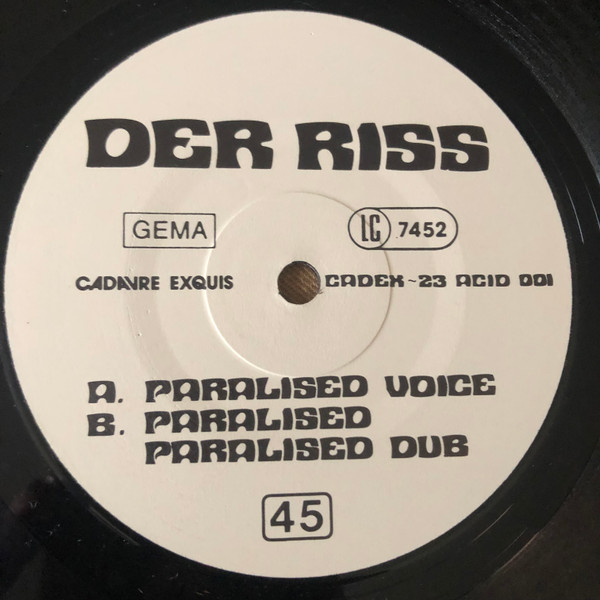 DER RISS
GEMA LC 7452
CADAVRE EXQUIS CADEX-23 ACID 001
A. PARALISED VOICE
B. PARALISED
PARALISED DUB
45